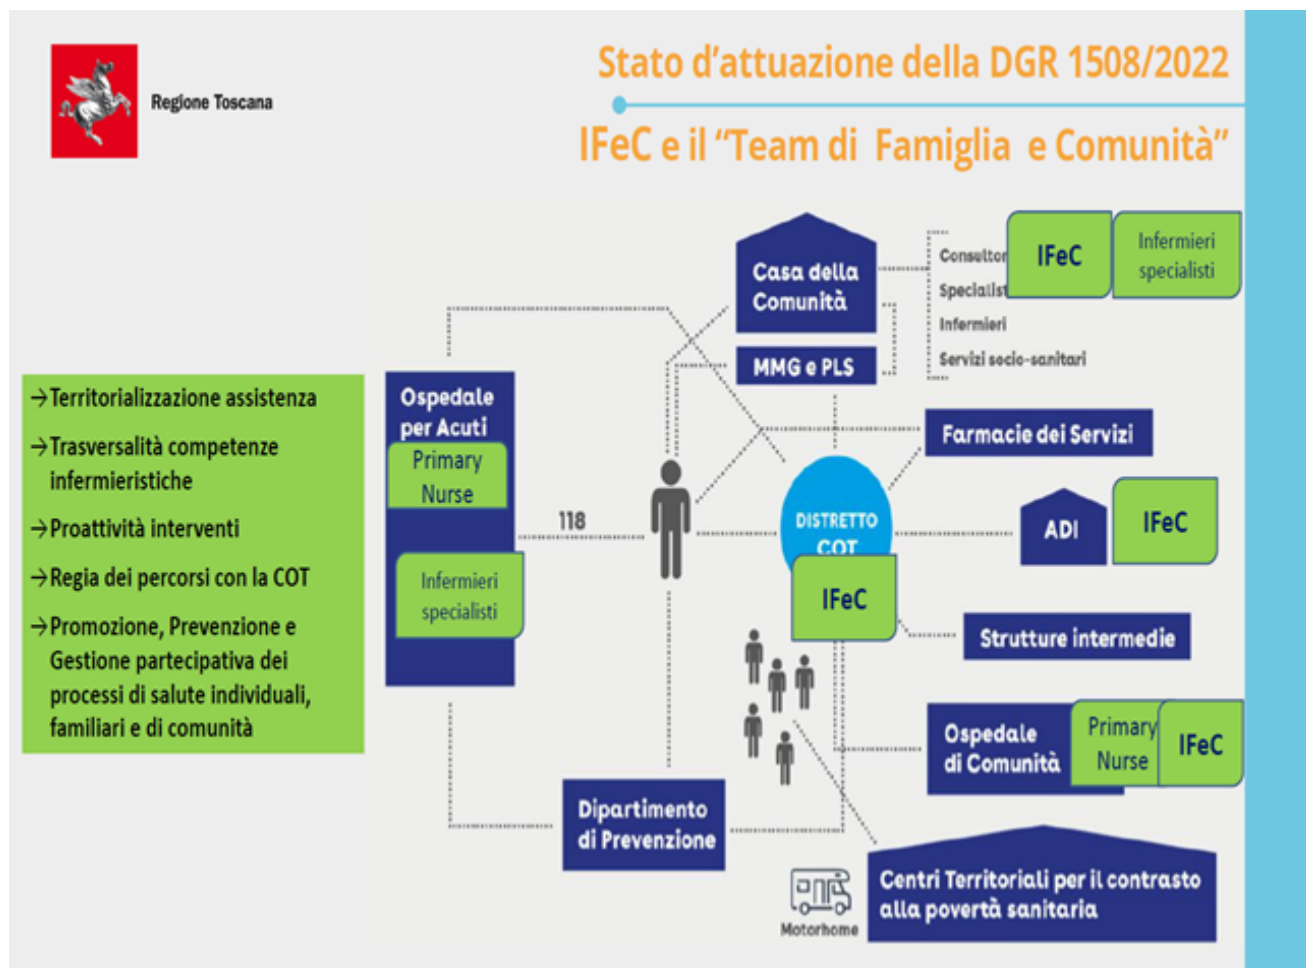 Regione Toscana
Stato d'attuazione della DGR 1508/2022
IFeC e il “Team di Famiglia e Comunità”
→Territorializzazione assistenza
→Trasversalità competenze
infermieristiche
→Proattività interventi
→Regia dei percorsi con la COT
→Promozione, Prevenzione e
Gestione partecipativa dei
processi di salute individuali,
familiari e di comunità
Ospedale
per Acuti
Primary
Nurse
Infermieri
specialisti
118
Casa della
Comunità
MMG e PLS
IFeC
Infermieri
specialisti
Infermieri
Servizi socio-sanitari
Farmacie dei Servizi
DISTRETTO
COT
IFeC
ADI
IFeC
Strutture intermedie
Ospedale
di Comunità
Primary
Nurse
IFeC
Dipartimento
di Prevenzione
Motorhome
Centri Territoriali per il contrasto
alla povertà sanitaria